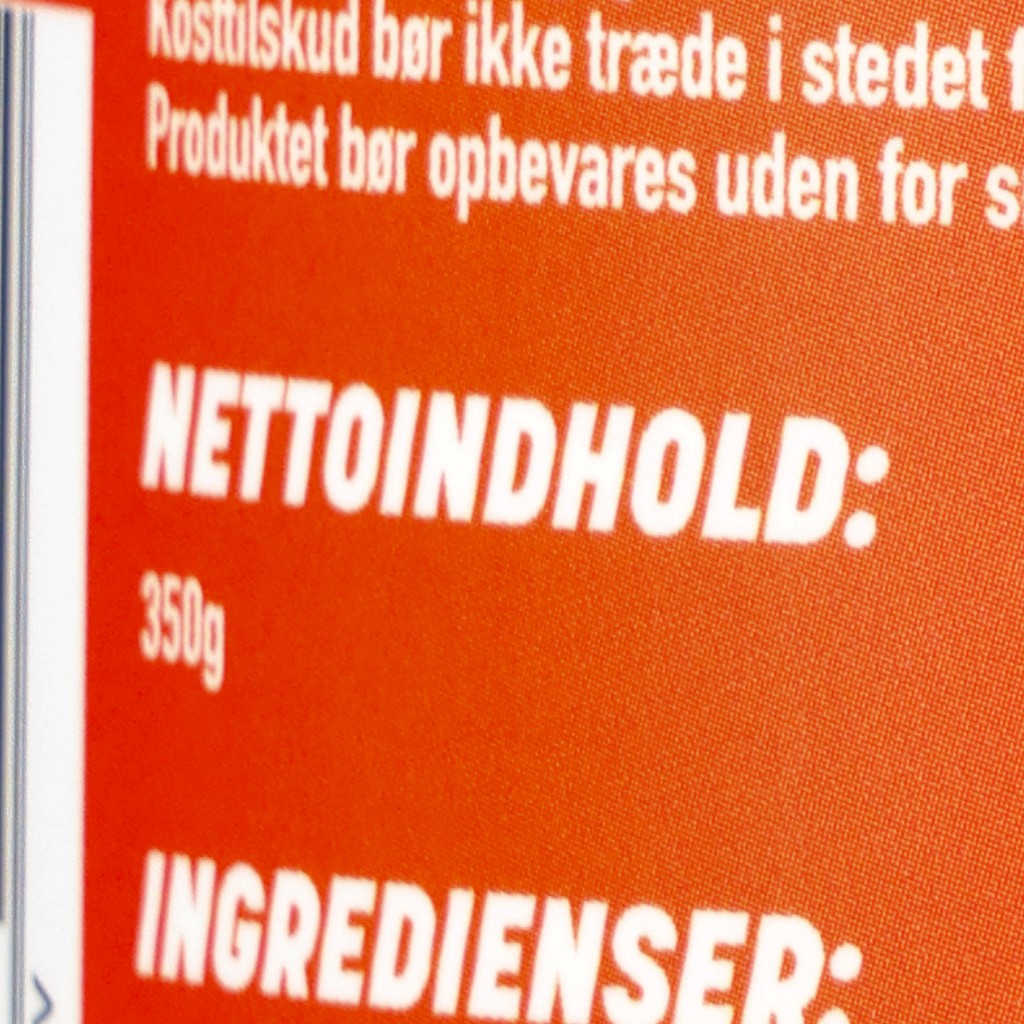 Kosttilskud bør ikke træde i stedet f
Produktet bør opbevares uden for s
NETTOINDHOLD:
350g
INGREDIENSER: